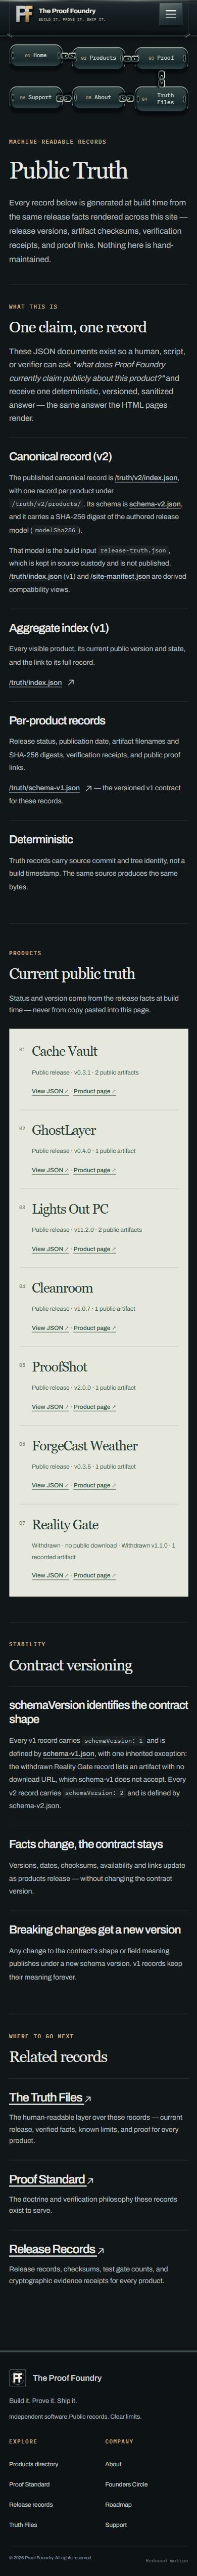 The Proof Foundry
BUILD IT. PROVE IT. SHIP IT.
01 Home
02 Products
03 Proof
06 Support
05 About
04 Truth
Files
MACHINE-READABLE RECORDS
Public Truth
Every record below is generated at build time from
the same release facts rendered across this site —
release versions, artifact checksums, verification
receipts, and proof links. Nothing here is hand-
maintained.
WHAT THIS IS
One claim, one record
These JSON documents exist so a human, script,
or verifier can ask "what does Proof Foundry
currently claim publicly about this product?" and
receive one deterministic, versioned, sanitized
answer — the same answer the HTML pages
render.
Canonical record (v2)
The published canonical record is /truth/v2/index.json,
with one record per product under
/truth/v2/products/ . Its schema is schema-v2.json,
and it carries a SHA-256 digest of the authored release
model ( modelSha256 ).
That model is the build input release-truth.json ,
which is kept in source custody and is not published.
/truth/index.json (v1) and /site-manifest.json are derived
compatibility views.
Aggregate index (v1)
Every visible product, its current public version and state,
and the link to its full record.
/truth/index.json ↗
Per-product records
Release status, publication date, artifact filenames and
SHA-256 digests, verification receipts, and public proof
links.
/truth/schema-v1.json ↗ — the versioned v1 contract
for these records.
Deterministic
Truth records carry source commit and tree identity, not a
build timestamp. The same source produces the same
bytes.
PRODUCTS
Current public truth
Status and version come from the release facts at build
time — never from copy pasted into this page.
01 Cache Vault
Public release · v0.3.1 · 2 public artifacts
View JSON ↗ · Product page ↗
02 GhostLayer
Public release · v0.4.0 · 1 public artifact
View JSON ↗ · Product page ↗
03 Lights Out PC
Public release · v11.2.0 · 2 public artifacts
View JSON ↗ · Product page ↗
04 Cleanroom
Public release · v1.0.7 · 1 public artifact
View JSON ↗ · Product page ↗
05 ProofShot
Public release · v2.0.0 · 1 public artifact
View JSON ↗ · Product page ↗
06 ForgeCast Weather
Public release · v0.3.5 · 1 public artifact
View JSON ↗ · Product page ↗
07 Reality Gate
Withdrawn · no public download · Withdrawn v1.1.0 · 1
recorded artifact
View JSON ↗ · Product page ↗
STABILITY
Contract versioning
schemaVersion identifies the contract
shape
Every v1 record carries schemaVersion: 1 and is
defined by schema-v1.json, with one inherited exception:
the withdrawn Reality Gate record lists an artifact with no
download URL, which schema-v1 does not accept. Every
v2 record carries schemaVersion: 2 and is defined by
schema-v2.json.
Facts change, the contract stays
Versions, dates, checksums, availability and links update
as products release — without changing the contract
version.
Breaking changes get a new version
Any change to the contract's shape or field meaning
publishes under a new schema version. v1 records keep
their meaning forever.
WHERE TO GO NEXT
Related records
The Truth Files ↗
The human-readable layer over these records — current
release, verified facts, known limits, and proof for every
product.
Proof Standard ↗
The doctrine and verification philosophy these records
exist to serve.
Release Records ↗
Release records, checksums, test gate counts, and
cryptographic evidence receipts for every product.
The Proof Foundry
Build it. Prove it. Ship it.
Independent software.Public records. Clear limits.
EXPLORE
COMPANY
Products directory
About
Proof Standard
Founders Circle
Release records
Roadmap
Truth Files
Support
© 2026 Proof Foundry. All rights reserved.
Reduced motion